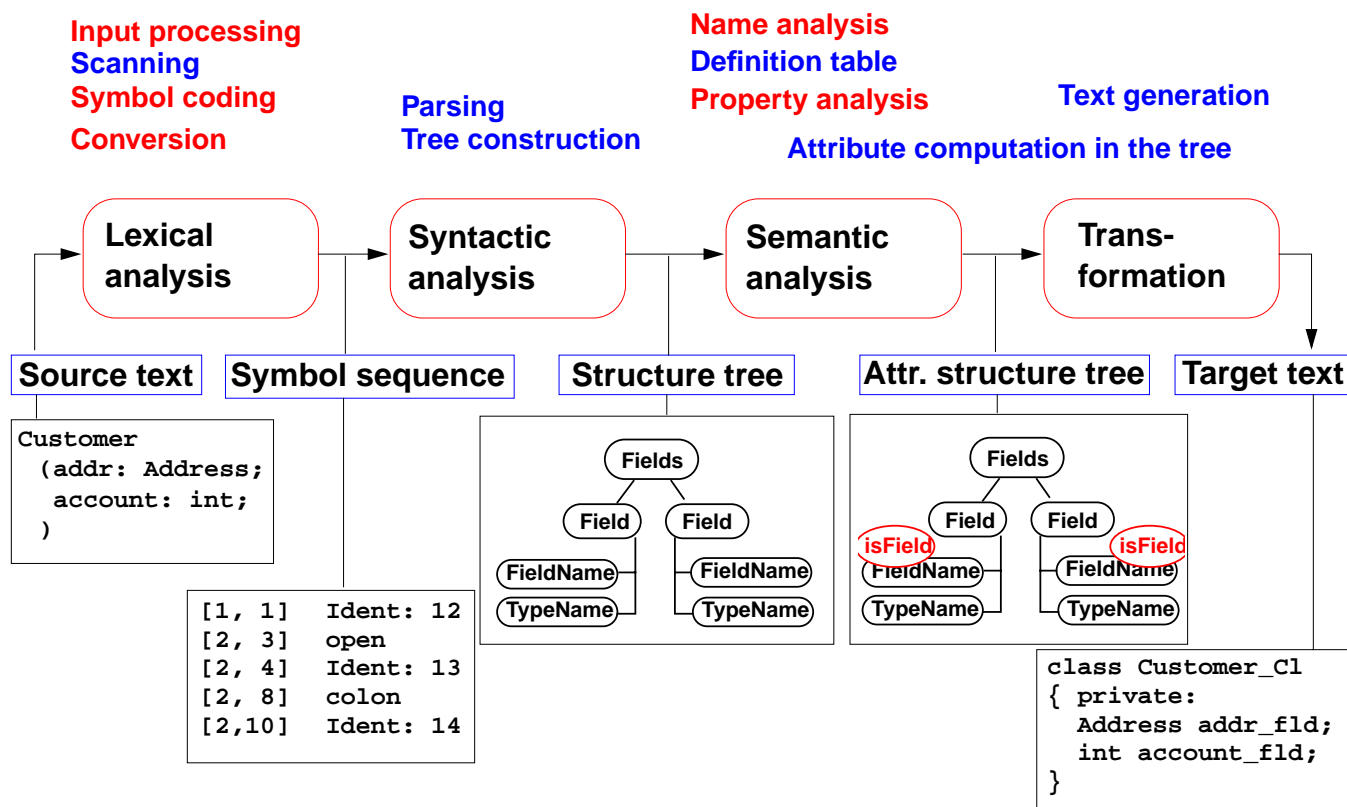 Input processing
Scanning
Symbol coding
Conversion
Parsing
Tree construction
Name analysis
Definition table
Property analysis
Text generation
Attribute computation in the tree
Lexical
analysis
Syntactic
analysis
Semantic
analysis
Trans-
formation
Source text
Symbol sequence
Structure tree
Attr. structure tree
Target text
Customer
(addr: Address;
account: int;
)
[1, 1] Ident: 12
[2, 3] open
[2, 4] Ident: 13
[2, 8] colon
[2,10] Ident: 14
Fields
Field Field
FieldName FieldName
TypeName TypeName
Fields
Field Field
isField isField
FieldName FieldName
TypeName TypeName
class Customer_Cl
{ private:
Address addr_fld;
int account_fld;
}